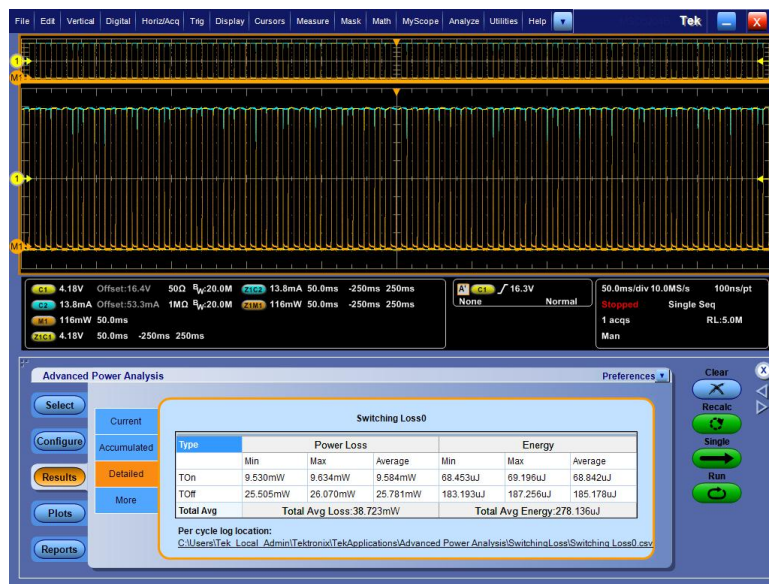 File Edit Vertical Digital Horiz/Acq Trig Display Cursors Measure Mask Math MyScope Analyze Utilities Help Tek X
1
M1
1
M1
C1 4.18V Offset:16.4V 50Ω BW:20.0M Z1C2 13.8mA 50.0ms -250ms 250ms
C2 13.8mA Offset:53.3mA 1MΩ BW:20.0M Z1M1 116mW 50.0ms -250ms 250ms
M1 116mW 50.0ms
Z1C1 4.18V 50.0ms -250ms 250ms
A' C1 16.3V
None Normal
50.0ms/div 10.0MS/s 100ns/pt
Stopped Single Seq
1 acqs RL:5.0M
Man
Advanced Power Analysis Preferences
Select
Configure
Results
Plots
Reports
Current
Accumulated
Detailed
More
Switching Loss0
Type Power Loss Energy
Min Max Average Min Max Average
TOn 9.530mW 9.634mW 9.584mW 68.453uJ 69.196uJ 68.842uJ
TOff 25.505mW 26.070mW 25.781mW 183.193uJ 187.256uJ 185.178uJ
Total Avg Total Avg Loss:38.723mW Total Avg Energy:278.136uJ
Per cycle log location:
C:\Users\Tek_Local_Admin\Tektronix\TekApplications\Advanced Power Analysis\SwitchingLoss\Switching Loss0.csv
Clear X
Recalc
Single
Run